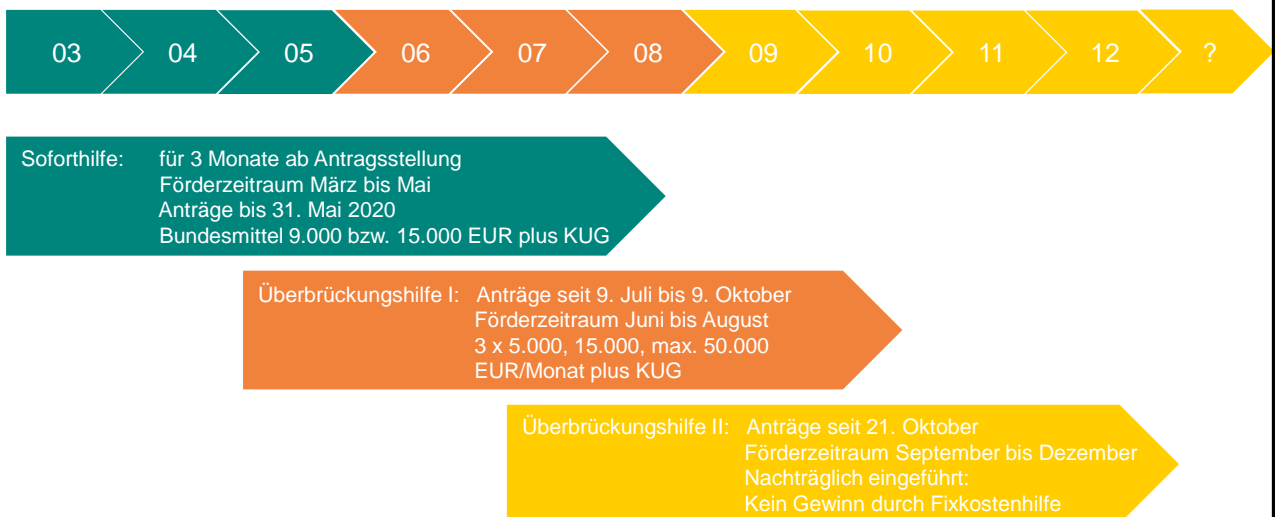 03 04 05 06 07 08 09 10 11 12 ?
Soforthilfe: für 3 Monate ab Antragsstellung
Förderzeitraum März bis Mai
Anträge bis 31. Mai 2020
Bundesmittel 9.000 bzw. 15.000 EUR plus KUG
Überbrückungshilfe I: Anträge seit 9. Juli bis 9. Oktober
Förderzeitraum Juni bis August
3 x 5.000, 15.000, max. 50.000
EUR/Monat plus KUG
Überbrückungshilfe II: Anträge seit 21. Oktober
Förderzeitraum September bis Dezember
Nachträglich eingeführt:
Kein Gewinn durch Fixkostenhilfe